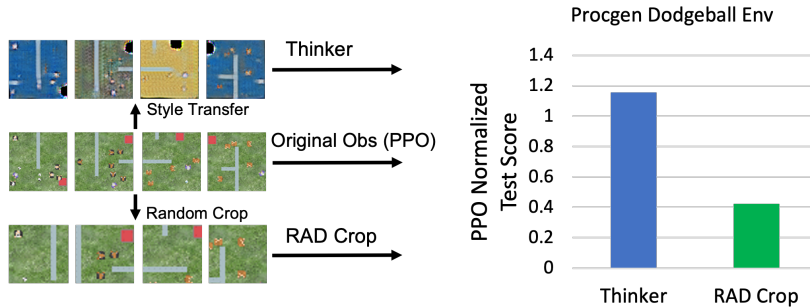 Thinker
Style Transfer
Original Obs (PPO)
Random Crop
RAD Crop
Procgen Dodgeball Env
PPO Normalized
Test Score
1.4
1.2
1
0.8
0.6
0.4
0.2
0
Thinker
RAD Crop